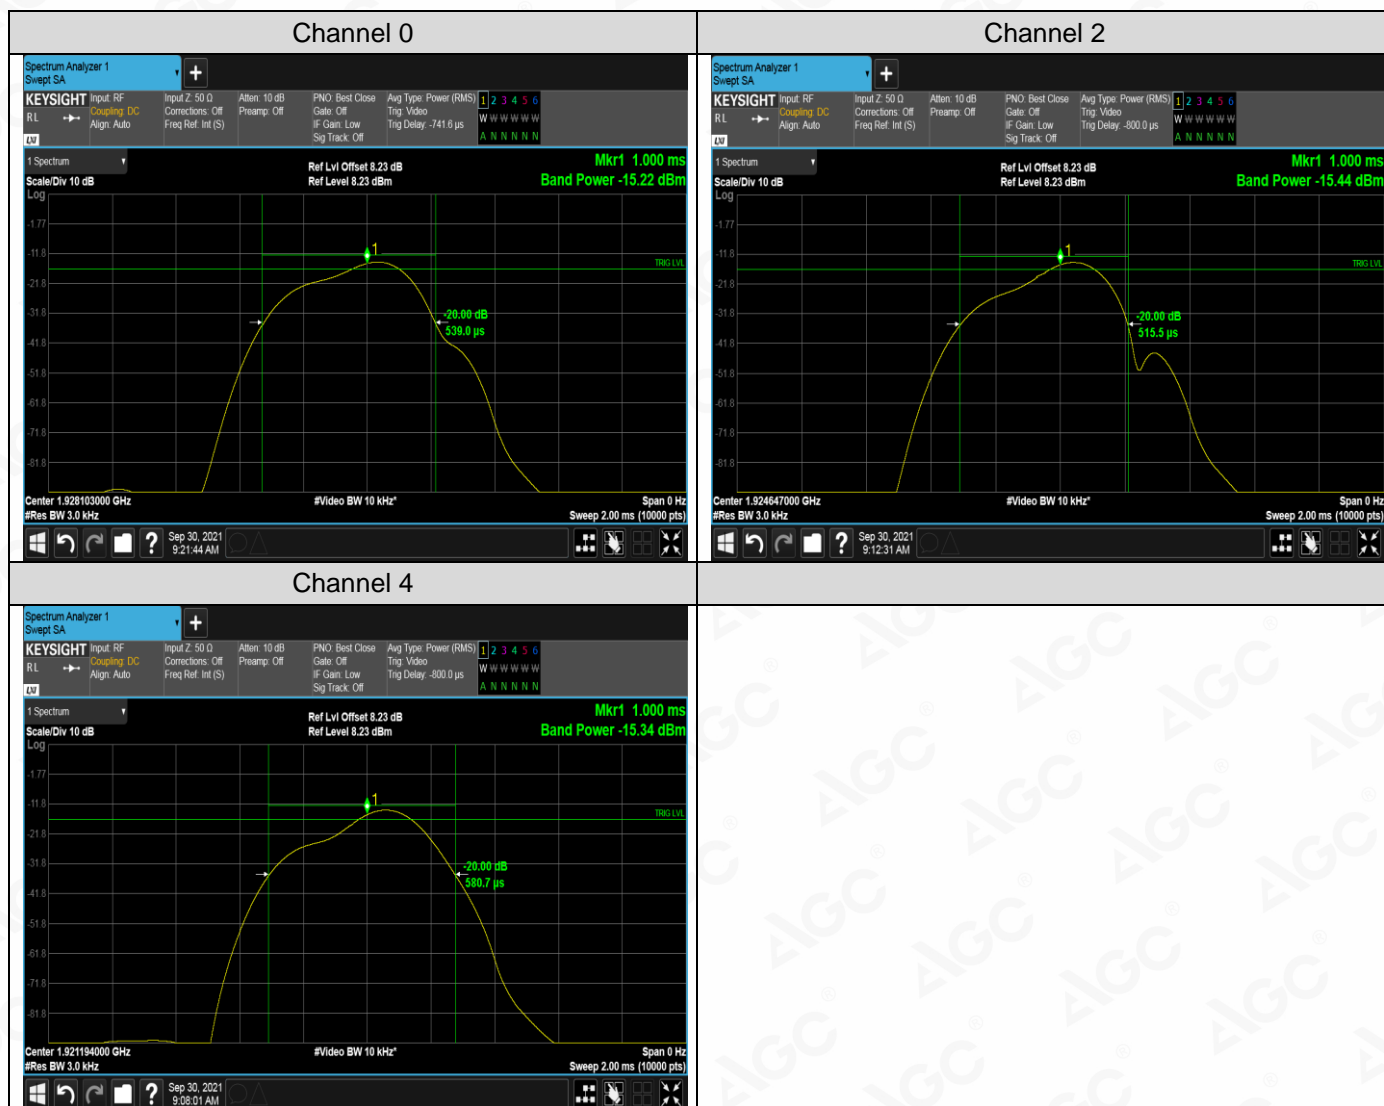 Channel 0
Spectrum Analyzer 1
Swept SA
KEYSIGHT
RL
LXI
Input: RF
Coupling: DC
Align: Auto
Input Z: 50 Ω
Corrections: Off
Freq Ref: Int (S)
Atten: 10 dB
Preamp: Off
PNO: Best Close
Gate: Off
IF Gain: Low
Sig Track: Off
Avg Type: Power (RMS)
Trig: Video
Trig Delay: -741.6 µs
1 2 3 4 5 6
W W W W W W
A N N N N N
1 Spectrum
Scale/Div 10 dB
Log
Ref Lvl Offset 8.23 dB
Ref Level 8.23 dBm
Mkr1 1.000 ms
Band Power -15.22 dBm
-1.77
-11.8
-21.8
-31.8
-41.8
-51.8
-61.8
-71.8
-81.8
1
TRIG LVL
-20.00 dB
539.0 µs
Center 1.928103000 GHz
#Res BW 3.0 kHz
#Video BW 10 kHz*
Span 0 Hz
Sweep 2.00 ms (10000 pts)
?
Sep 30, 2021
9:21:44 AM
Channel 2
Spectrum Analyzer 1
Swept SA
KEYSIGHT
RL
LXI
Input: RF
Coupling: DC
Align: Auto
Input Z: 50 Ω
Corrections: Off
Freq Ref: Int (S)
Atten: 10 dB
Preamp: Off
PNO: Best Close
Gate: Off
IF Gain: Low
Sig Track: Off
Avg Type: Power (RMS)
Trig: Video
Trig Delay: -800.0 µs
1 2 3 4 5 6
W W W W W W
A N N N N N
1 Spectrum
Scale/Div 10 dB
Log
Ref Lvl Offset 8.23 dB
Ref Level 8.23 dBm
Mkr1 1.000 ms
Band Power -15.44 dBm
-1.77
-11.8
-21.8
-31.8
-41.8
-51.8
-61.8
-71.8
-81.8
1
TRIG LVL
-20.00 dB
515.5 µs
Center 1.924647000 GHz
#Res BW 3.0 kHz
#Video BW 10 kHz*
Span 0 Hz
Sweep 2.00 ms (10000 pts)
?
Sep 30, 2021
9:12:31 AM
Channel 4
Spectrum Analyzer 1
Swept SA
KEYSIGHT
RL
LXI
Input: RF
Coupling: DC
Align: Auto
Input Z: 50 Ω
Corrections: Off
Freq Ref: Int (S)
Atten: 10 dB
Preamp: Off
PNO: Best Close
Gate: Off
IF Gain: Low
Sig Track: Off
Avg Type: Power (RMS)
Trig: Video
Trig Delay: -800.0 µs
1 2 3 4 5 6
W W W W W W
A N N N N N
1 Spectrum
Scale/Div 10 dB
Log
Ref Lvl Offset 8.23 dB
Ref Level 8.23 dBm
Mkr1 1.000 ms
Band Power -15.34 dBm
-1.77
-11.8
-21.8
-31.8
-41.8
-51.8
-61.8
-71.8
-81.8
1
TRIG LVL
-20.00 dB
580.7 µs
Center 1.921194000 GHz
#Res BW 3.0 kHz
#Video BW 10 kHz*
Span 0 Hz
Sweep 2.00 ms (10000 pts)
?
Sep 30, 2021
9:08:01 AM
AGC